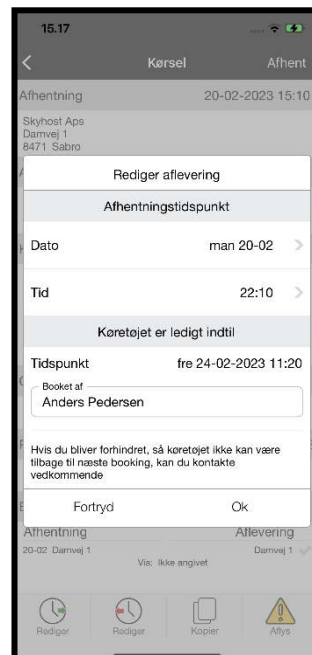 15.17
Kørsel
Afhent
Afhentning
20-02-2023 15:10
Skyhost Aps
Damvej 1
8471 Sabro
Rediger aflevering
Afhentningstidspunkt
Dato
man 20-02
Tid
22:10
Køretøjet er ledigt indtil
Tidspunkt
fre 24-02-2023 11:20
Booket af
Anders Pedersen
Hvis du bliver forhindret, så køretøjet ikke kan være
tilbage til næste booking, kan du kontakte
vedkommende
Fortryd
Ok
Afhentning
Aflevering
20-02 Damvej 1
Damvej 1
Via: Ikke angivet
Rediger
Rediger
Kopier
Aflys